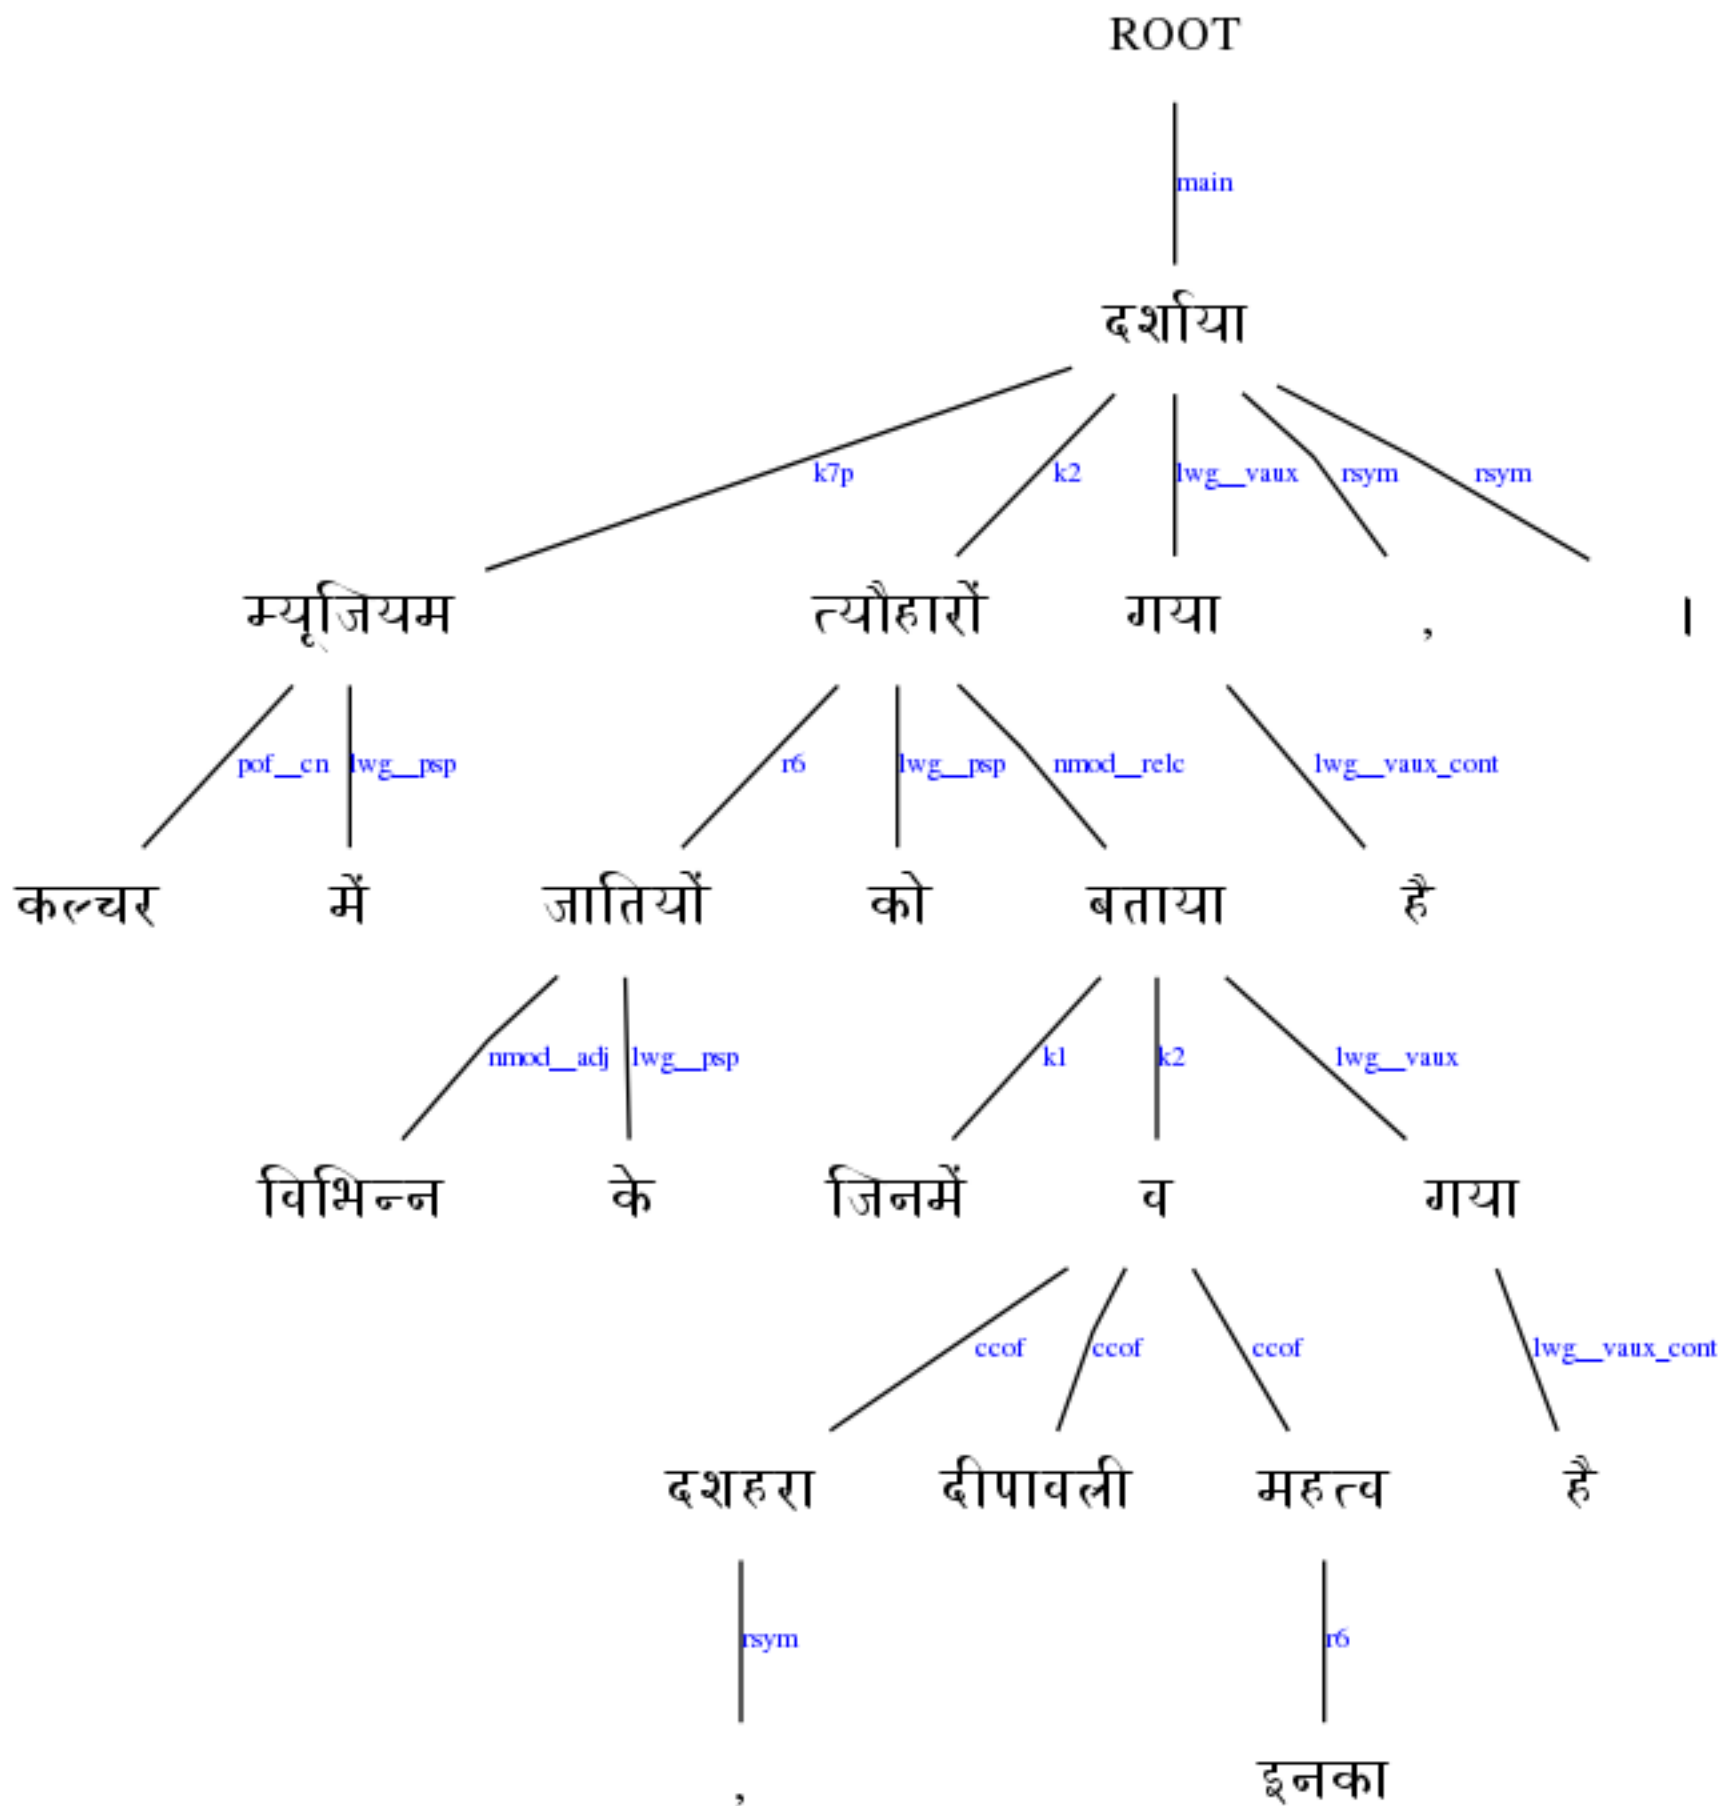 ROOT
main
दर्शाया
k7p k2 lwg__vaux rsym rsym
म्यूजियम त्यौहारों गया , ।
pof__cn lwg__psp r6 lwg__psp nmod__relc lwg__vaux_cont
कल्चर में जातियों को बताया है
nmod__adj lwg__psp k1 k2 lwg__vaux
विभिन्न के जिनमें व गया
ccof ccof ccof lwg__vaux_cont
दशहरा दीपावली महत्व है
rsym r6
, इनका